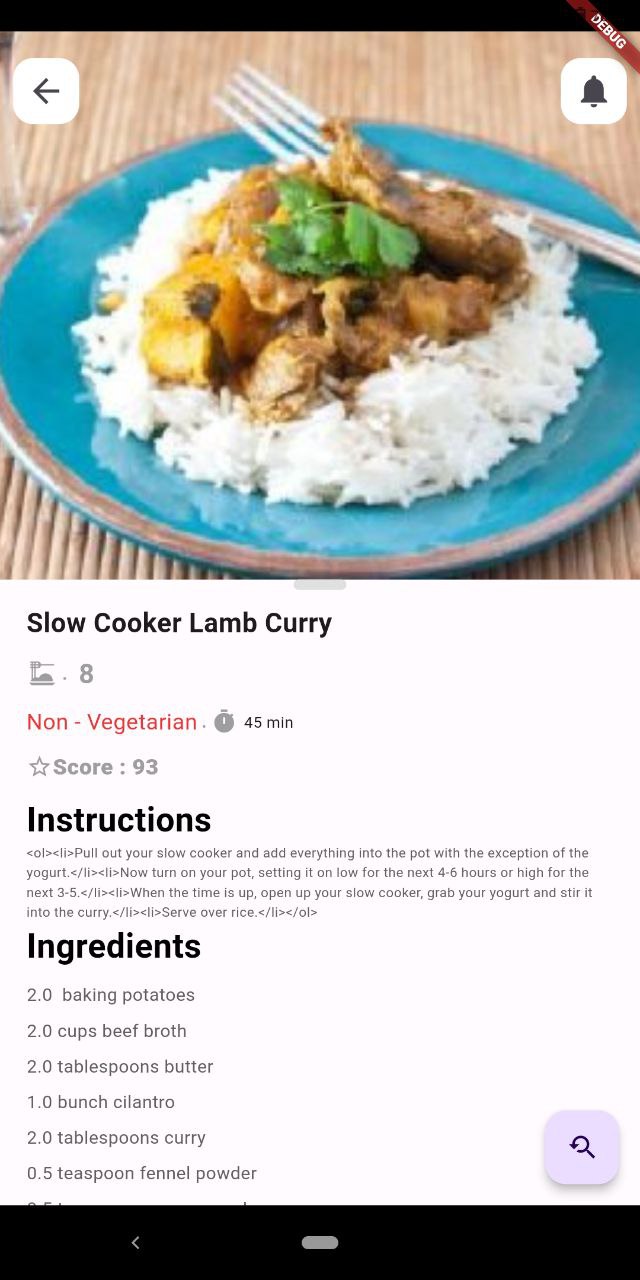 DEBUG
Slow Cooker Lamb Curry
. 8
Non - Vegetarian . 45 min
Score : 93
Instructions
<ol><li>Pull out your slow cooker and add everything into the pot with the exception of the
yogurt.</li><li>Now turn on your pot, setting it on low for the next 4-6 hours or high for the
next 3-5.</li><li>When the time is up, open up your slow cooker, grab your yogurt and stir it
into the curry.</li><li>Serve over rice.</li></ol>
Ingredients
2.0  baking potatoes
2.0 cups beef broth
2.0 tablespoons butter
1.0 bunch cilantro
2.0 tablespoons curry
0.5 teaspoon fennel powder